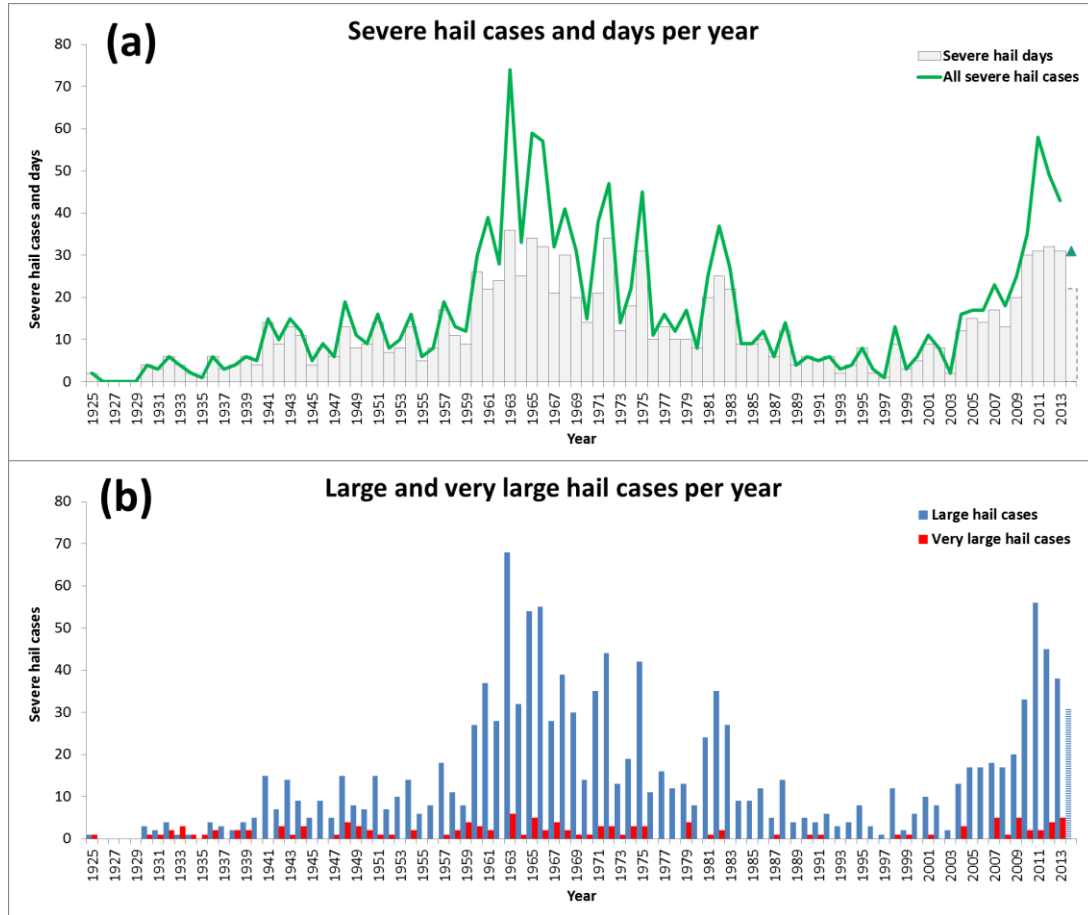 (a)
Severe hail cases and days per year
Severe hail days
All severe hail cases
Severe hail cases and days
80
70
60
50
40
30
20
10
0
1925 1927 1929 1931 1933 1935 1937 1939 1941 1943 1945 1947 1949 1951 1953 1955 1957 1959 1961 1963 1965 1967 1969 1971 1973 1975 1977 1979 1981 1983 1985 1987 1989 1991 1993 1995 1997 1999 2001 2003 2005 2007 2009 2011 2013
Year
(b)
Large and very large hail cases per year
Large hail cases
Very large hail cases
Severe hail cases
80
70
60
50
40
30
20
10
0
1925 1927 1929 1931 1933 1935 1937 1939 1941 1943 1945 1947 1949 1951 1953 1955 1957 1959 1961 1963 1965 1967 1969 1971 1973 1975 1977 1979 1981 1983 1985 1987 1989 1991 1993 1995 1997 1999 2001 2003 2005 2007 2009 2011 2013
Year